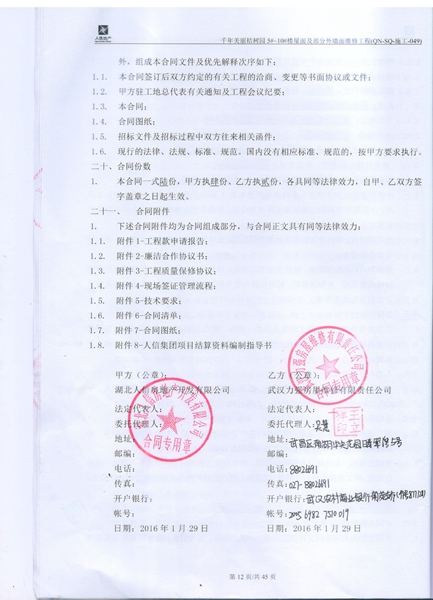 千年美丽桔树园 5#-10#楼屋面及部分外墙面维修工程(QN-SQ-施工-049)
外，组成本合同文件及优先解释次序如下：
1.1. 本合同签订后双方约定的有关工程的洽商、变更等书面协议或文件；
1.2. 甲方驻工地总代表有关通知及工程会议纪要；
1.3. 本合同；
1.4. 合同图纸；
1.5. 招标文件及招标过程中双方往来相关函件；
1.6. 现行的法律、法规、标准、规范。国内没有相应标准、规范的，按甲方要求执行。
二十、合同份数
1. 本合同一式陆份，甲方执肆份、乙方执贰份，各具同等法律效力，自甲、乙双方签
字盖章之日起生效。
二十一、 合同附件
1. 下述合同附件均为合同组成部分，与合同正文具有同等法律效力：
1.1. 附件 1-工程款申请报告；
1.2. 附件 2-廉洁合作协议书；
1.3. 附件 3-工程质量保修协议；
1.4. 附件 4-现场签证管理流程；
1.5. 附件 5-技术要求；
1.6. 附件 6-合同清单；
1.7. 附件 7-合同图纸；
1.8. 附件 8-人信集团项目结算资料编制指导书
甲方（公章）： 乙方（公章）：
湖北人信房地产开发有限公司 武汉力强房屋维修有限责任公司
法定代表人： 法定代表人：
委托代理人： 委托代理人：
地址： 地址：
邮编： 邮编：
电话： 电话：88026191
传真： 传真：027-88026191
开户银行： 开户银行：
帐号： 帐号：
日期：2016 年 1 月 29 日 日期：2016 年 1 月 29 日
合同专用章
合同专用章
第 12 页/共 45 页